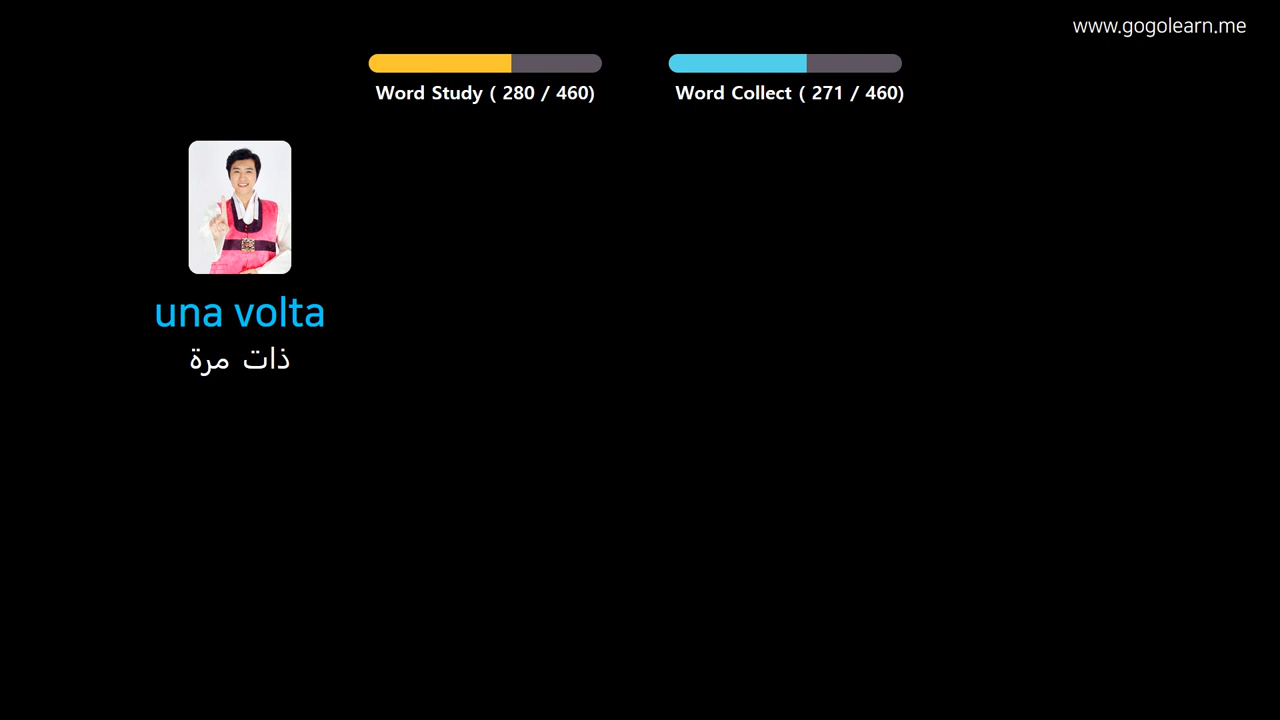 www.gogolearn.me
Word Study ( 280 / 460)
Word Collect ( 271 / 460)
una volta
ذات مرة